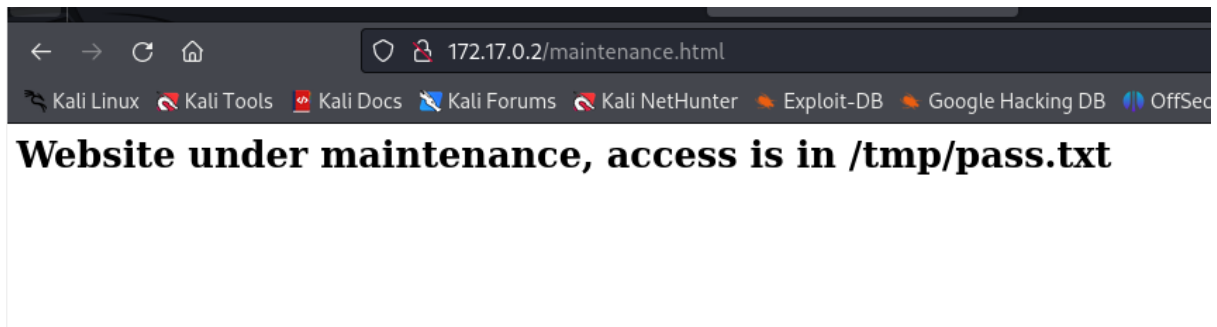 172.17.0.2/maintenance.html
Kali Linux Kali Tools Kali Docs Kali Forums Kali NetHunter Exploit-DB Google Hacking DB OffSec
Website under maintenance, access is in /tmp/pass.txt